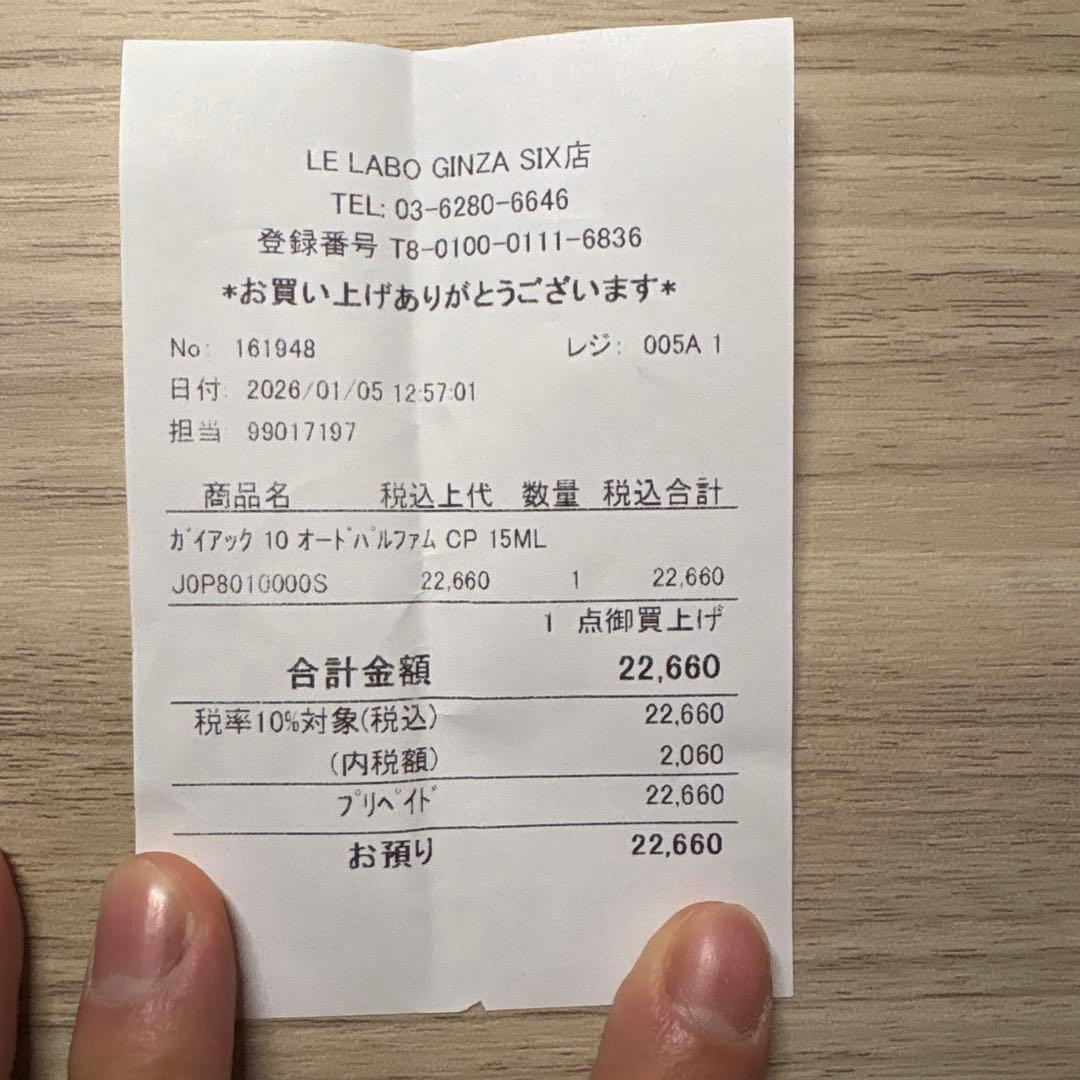 LE LABO GINZA SIX店
TEL: 03-6280-6646
登録番号 T8-0100-0111-6836
*お買い上げありがとうございます*
No: 161948 レジ: 005A 1
日付: 2026/01/05 12:57:01
担当 99017197
商品名 税込上代 数量 税込合計
ｶﾞｲｱｯｸ 10 ｵｰﾄﾞﾊﾟﾙﾌｧﾑ CP 15ML
J0P8010000S 22,660 1 22,660
1 点御買上げ
合計金額 22,660
税率10%対象(税込) 22,660
(内税額) 2,060
ﾌﾟﾘﾍﾟｲﾄﾞ 22,660
お預り 22,660